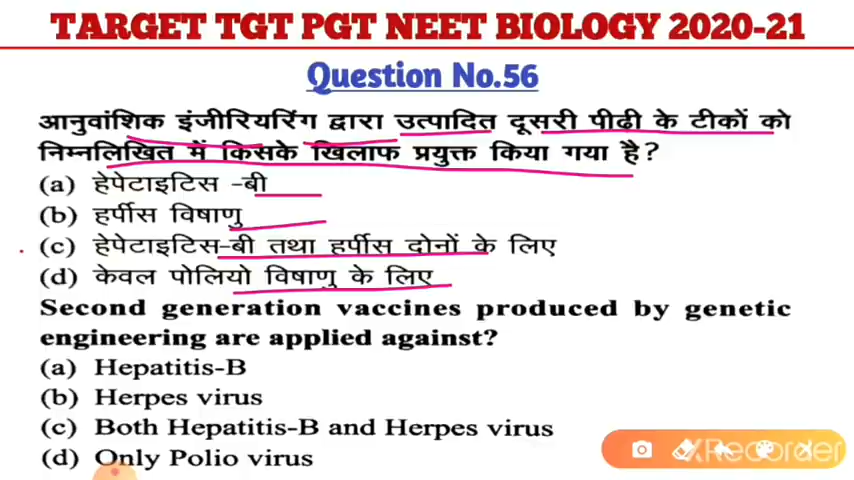 TARGET TGT PGT NEET BIOLOGY 2020-21
Question No.56
आनुवांशिक इंजीरियरिंग द्वारा उत्पादित दूसरी पीढी के टीकों को
निम्नलिखित में किसके खिलाफ प्रयुक्त किया गया है?
(a) हेपेटाइटिस -बी
(b) हर्पीस विषाणु
(c) हेपेटाइटिस-बी तथा हर्पीस दोनों के लिए
(d) केवल पोलियो विषाणु के लिए
Second generation vaccines produced by genetic
engineering are applied against?
(a) Hepatitis-B
(b) Herpes virus
(c) Both Hepatitis-B and Herpes virus
(d) Only Polio virus
XRecorder